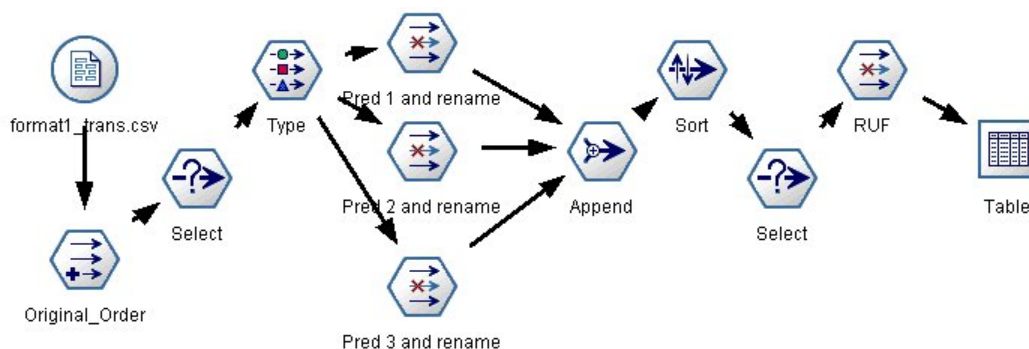 format1_trans.csv
Original_Order
Select
Type
Pred 1 and rename
Pred 2 and rename
Pred 3 and rename
Append
Sort
Select
RUF
Table